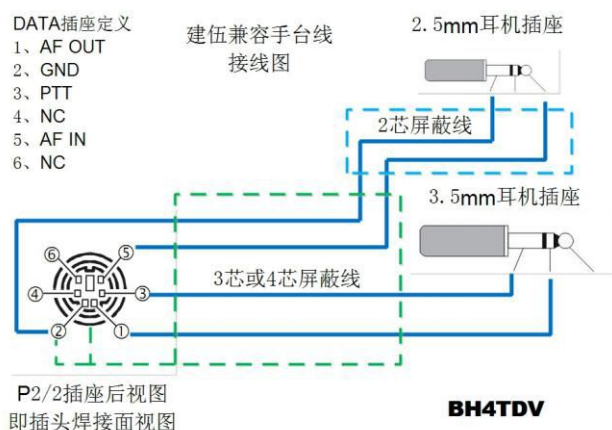 DATA插座定义
1、AF OUT
2、GND
3、PTT
4、NC
5、AF IN
6、NC
建伍兼容手台线
接线图
2.5mm耳机插座
2芯屏蔽线
3.5mm耳机插座
3芯或4芯屏蔽线
⑥
⑤
④
③
②
①
P2/2插座后视图
即插头焊接面视图
BH4TDV